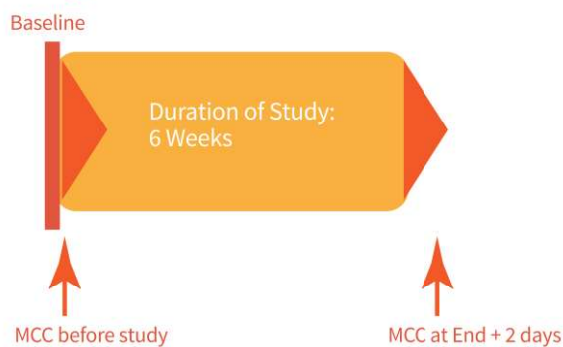 Baseline
Duration of Study:
6 Weeks
MCC before study
MCC at End + 2 days